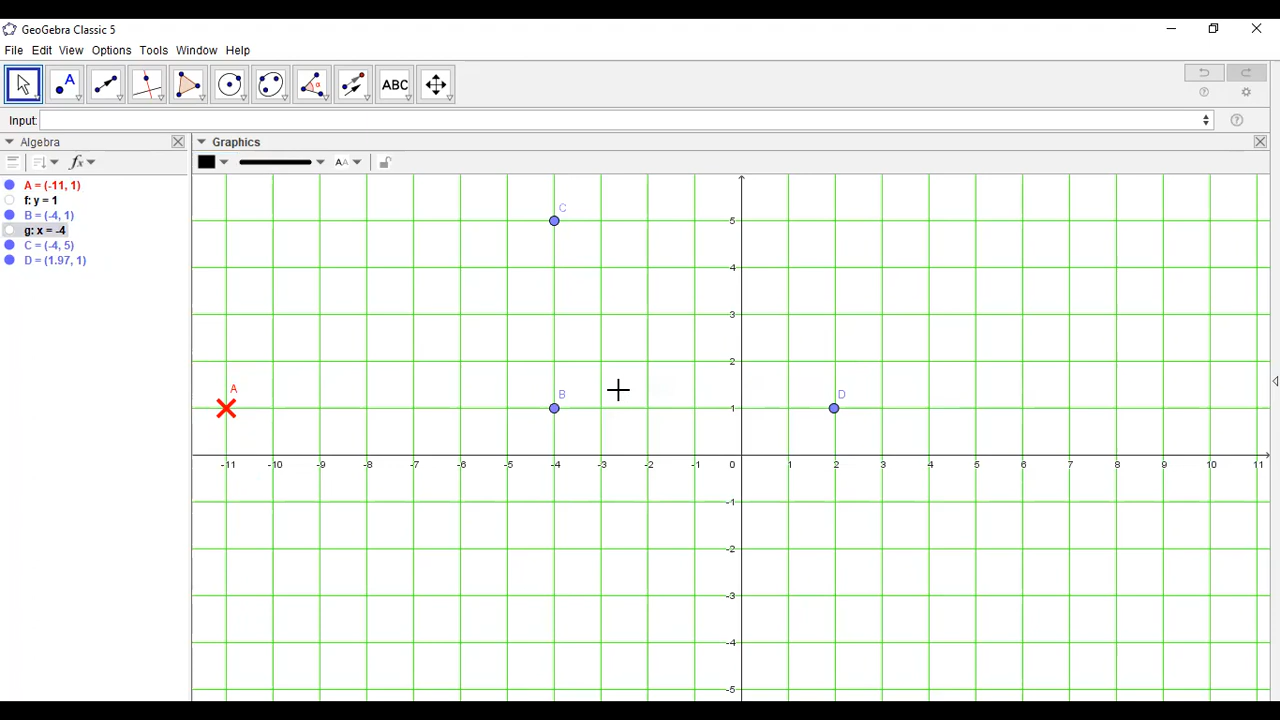 GeoGebra Classic 5
File Edit View Options Tools Window Help
A ABC
Input:
Algebra
Graphics
fx AA
A = (-11, 1)
f: y = 1
B = (-4, 1)
g: x = -4
C = (-4, 5)
D = (1.97, 1)
C
5
4
3
2
A B D
1
-11 -10 -9 -8 -7 -6 -5 -4 -3 -2 -1 0 1 2 3 4 5 6 7 8 9 10 11
-1
-2
-3
-4
-5